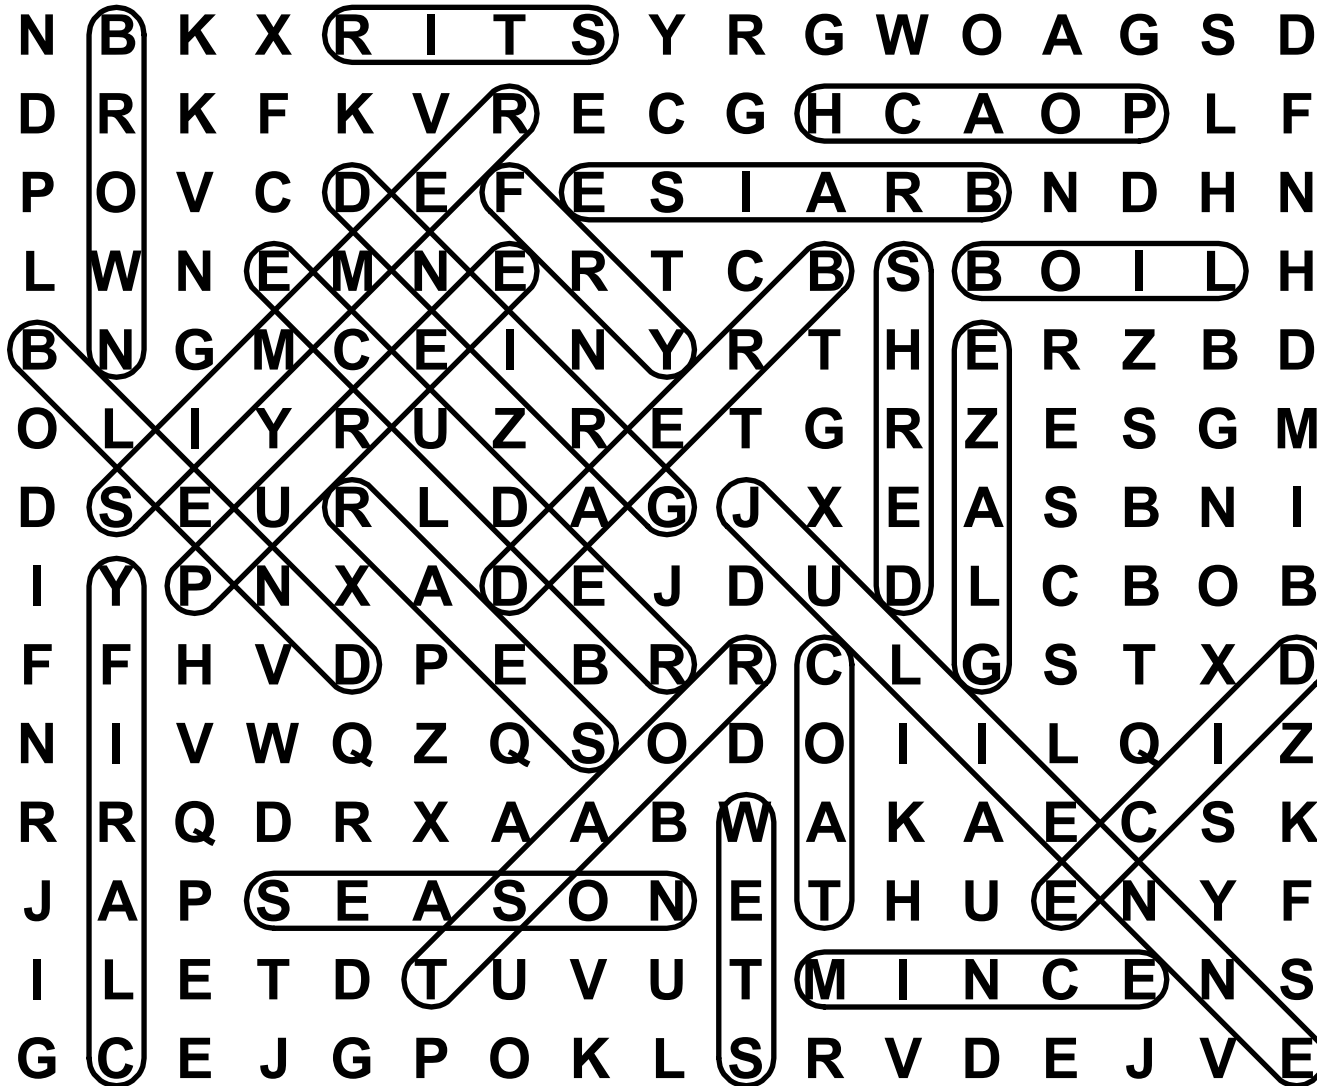 N B K X R I T S Y R G W O A G S D
D R K F K V R E C G H C A O P L F
P O V C D E F E S I A R B N D H N
L W N E M N E R T C B S B O I L H
B N G M C E I N Y R T H E R Z B D
O L I Y R U Z R E T G R Z E S G M
D S E U R L D A G J X E A S B N I
I Y P N X A D E J D U D L C B O B
F F H V D P E B R R C L G S T X D
N I V W Q Z Q S O D O I I L Q I Z
R R Q D R X A A B W A K A E C S K
J A P S E A S O N E T H U E N Y F
I L E T D T U V U T M I N C E N S
G C E J G P O K L S R V D E J V E